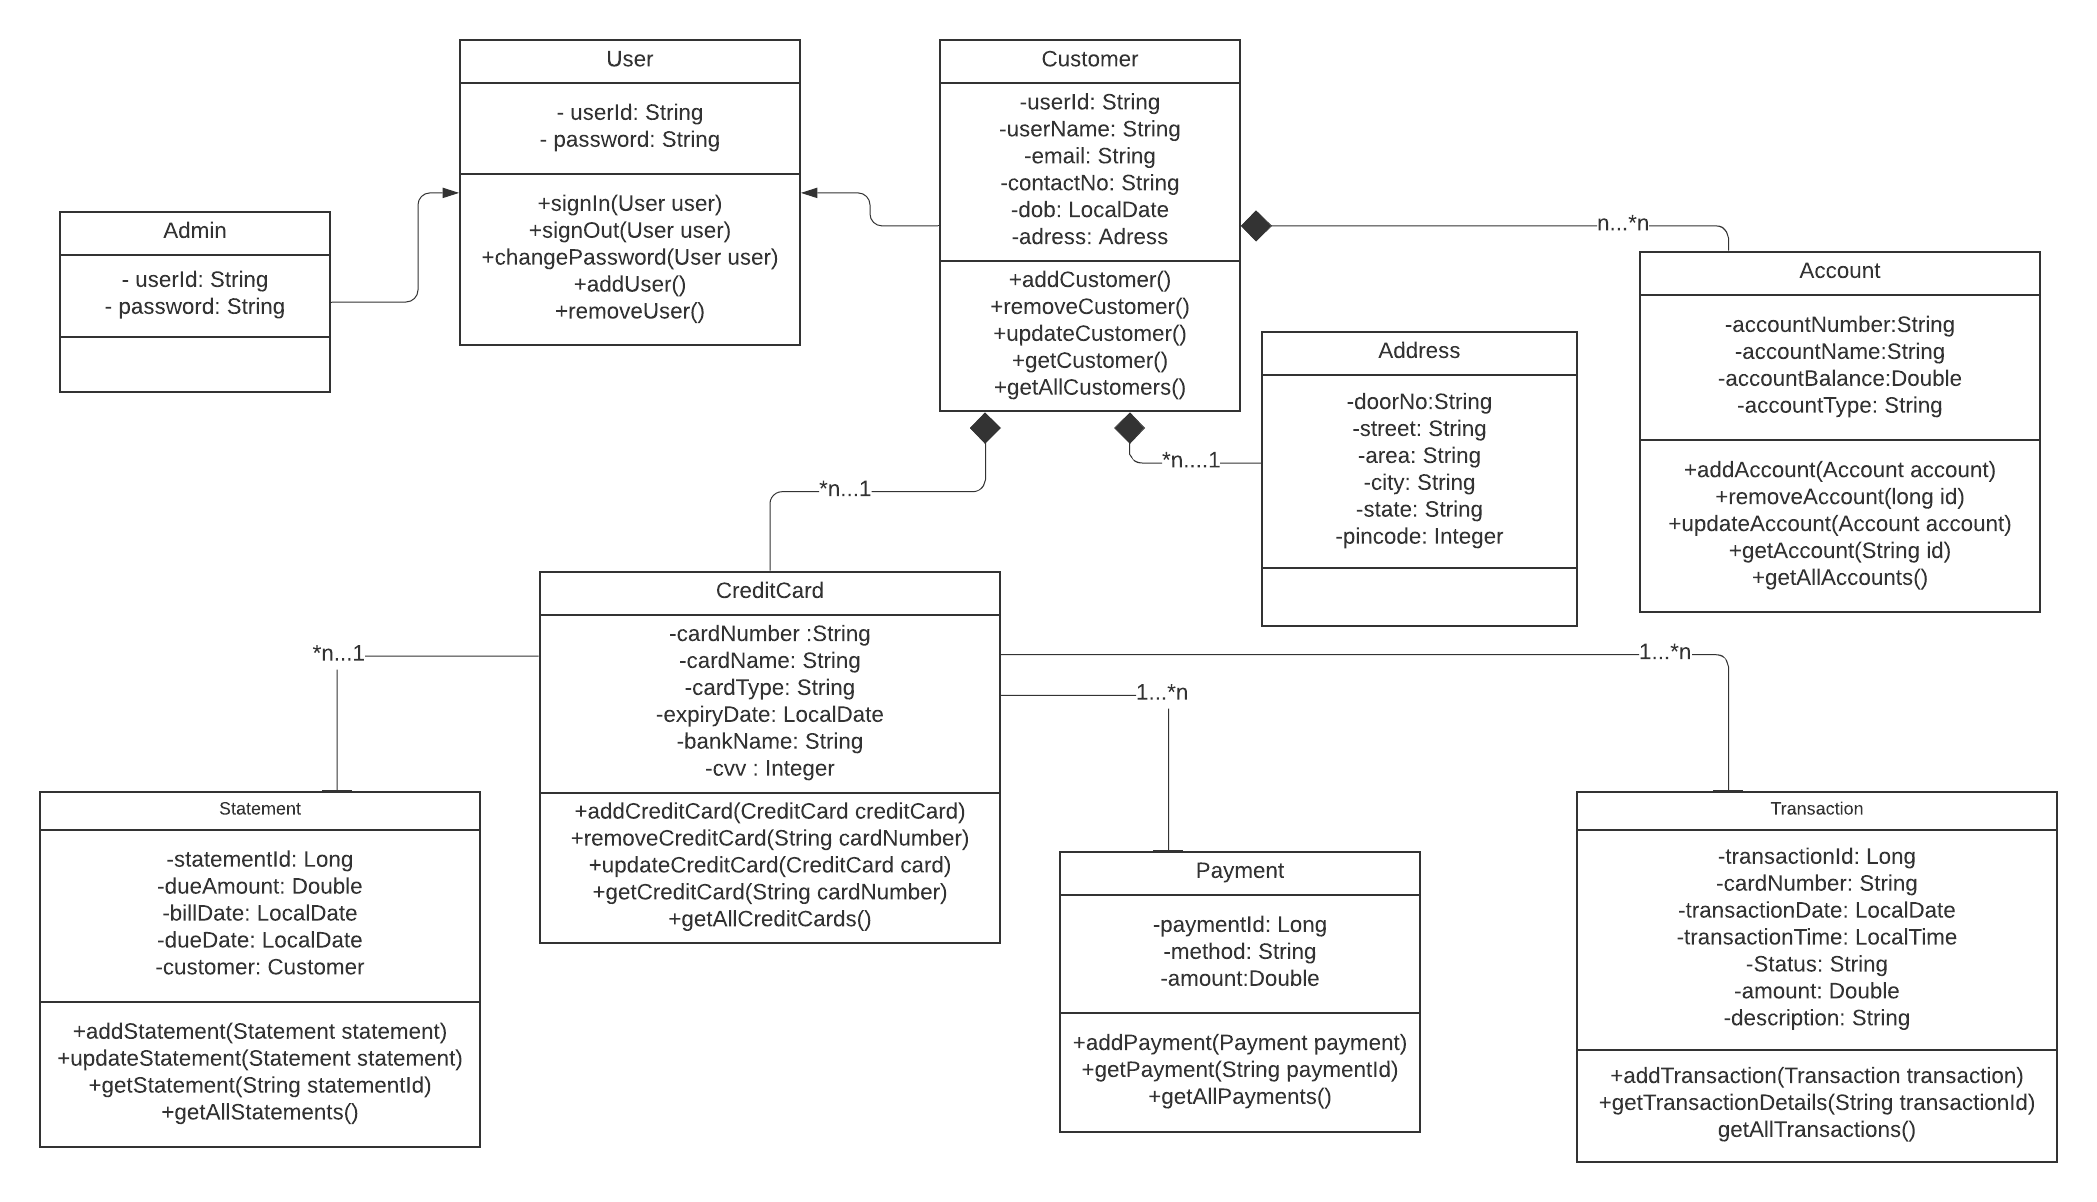 User
- userId: String
- password: String
+signIn(User user)
+signOut(User user)
+changePassword(User user)
+addUser()
+removeUser()
Customer
-userId: String
-userName: String
-email: String
-contactNo: String
-dob: LocalDate
-adress: Adress
+addCustomer()
+removeCustomer()
+updateCustomer()
+getCustomer()
+getAllCustomers()
Admin
- userId: String
- password: String
n...*n
Account
-accountNumber:String
-accountName:String
-accountBalance:Double
-accountType: String
+addAccount(Account account)
+removeAccount(long id)
+updateAccount(Account account)
+getAccount(String id)
+getAllAccounts()
Address
-doorNo:String
-street: String
-area: String
-city: String
-state: String
-pincode: Integer
*n....1
*n...1
CreditCard
-cardNumber :String
-cardName: String
-cardType: String
-expiryDate: LocalDate
-bankName: String
-cvv : Integer
+addCreditCard(CreditCard creditCard)
+removeCreditCard(String cardNumber)
+updateCreditCard(CreditCard card)
+getCreditCard(String cardNumber)
+getAllCreditCards()
*n...1
1...*n
1...*n
Statement
-statementId: Long
-dueAmount: Double
-billDate: LocalDate
-dueDate: LocalDate
-customer: Customer
+addStatement(Statement statement)
+updateStatement(Statement statement)
+getStatement(String statementId)
+getAllStatements()
Payment
-paymentId: Long
-method: String
-amount:Double
+addPayment(Payment payment)
+getPayment(String paymentId)
+getAllPayments()
Transaction
-transactionId: Long
-cardNumber: String
-transactionDate: LocalDate
-transactionTime: LocalTime
-Status: String
-amount: Double
-description: String
+addTransaction(Transaction transaction)
+getTransactionDetails(String transactionId)
getAllTransactions()